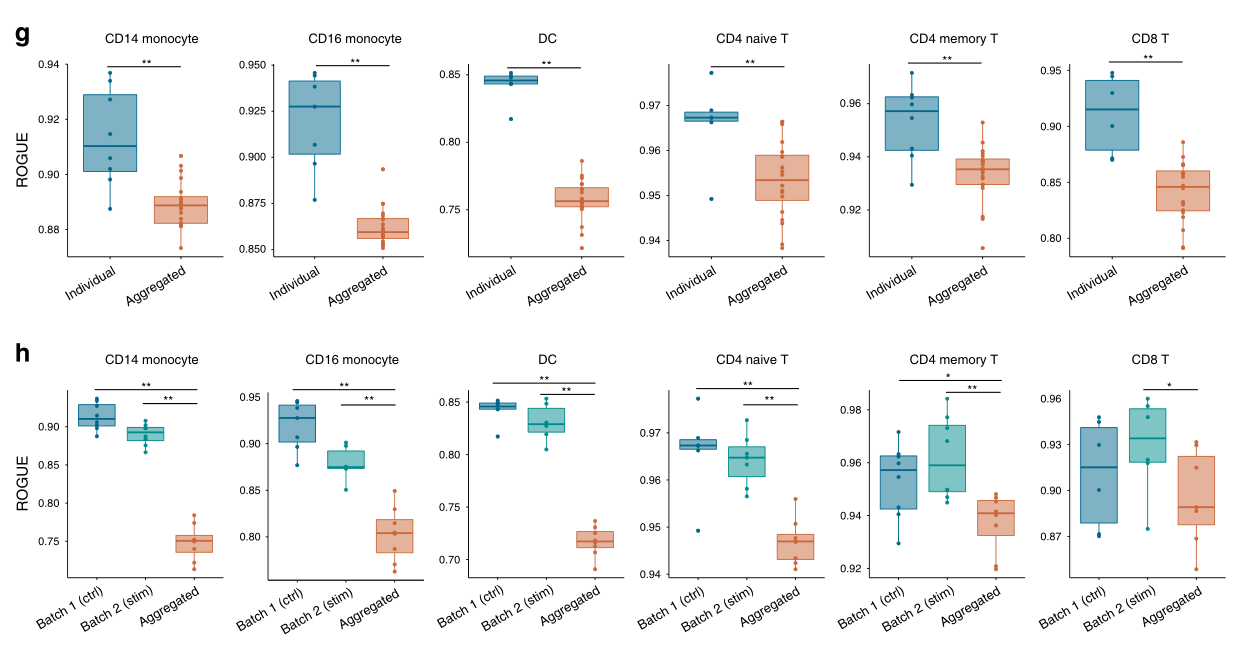 g
CD14 monocyte
CD16 monocyte
DC
CD4 naive T
CD4 memory T
CD8 T
ROGUE
0.94
0.92
0.90
0.88
**
Individual
Aggregated
0.950
0.925
0.900
0.875
0.850
**
Individual
Aggregated
0.85
0.80
0.75
**
Individual
Aggregated
0.97
0.96
0.95
0.94
**
Individual
Aggregated
0.96
0.94
0.92
**
Individual
Aggregated
0.95
0.90
0.85
0.80
**
Individual
Aggregated
h
CD14 monocyte
CD16 monocyte
DC
CD4 naive T
CD4 memory T
CD8 T
ROGUE
0.90
0.85
0.80
0.75
**
**
Batch 1 (ctrl)
Batch 2 (stim)
Aggregated
0.95
0.90
0.85
0.80
**
**
Batch 1 (ctrl)
Batch 2 (stim)
Aggregated
0.85
0.80
0.75
0.70
**
**
Batch 1 (ctrl)
Batch 2 (stim)
Aggregated
0.97
0.96
0.95
0.94
**
**
Batch 1 (ctrl)
Batch 2 (stim)
Aggregated
0.98
0.96
0.94
0.92
*
**
Batch 1 (ctrl)
Batch 2 (stim)
Aggregated
0.96
0.93
0.90
0.87
*
Batch 1 (ctrl)
Batch 2 (stim)
Aggregated